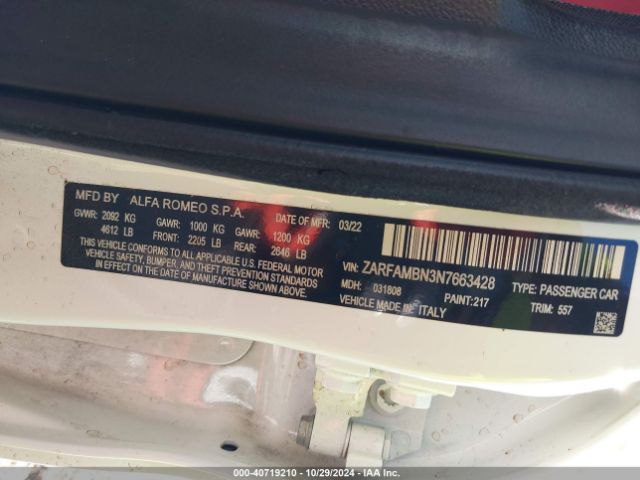 MFD BY ALFA ROMEO S.P.A. DATE OF MFR: 03/22
GVWR: 2092 KG GAWR: 1000 KG GAWR: 1200 KG
4612 LB FRONT: 2205 LB REAR: 2646 LB
THIS VEHICLE CONFORMS TO ALL APPLICABLE U.S. FEDERAL MOTOR
VEHICLE SAFETY, BUMPER, AND THEFT PREVENTION STANDARDS
IN EFFECT ON THE DATE OF MANUFACTURE SHOWN ABOVE.
VIN: ZARFAMBN3N7663428 TYPE: PASSENGER CAR
MDH: 031808 PAINT:217 TRIM: 557
VEHICLE MADE IN ITALY
000-40719210 - 10/29/2024 - IAA Inc.